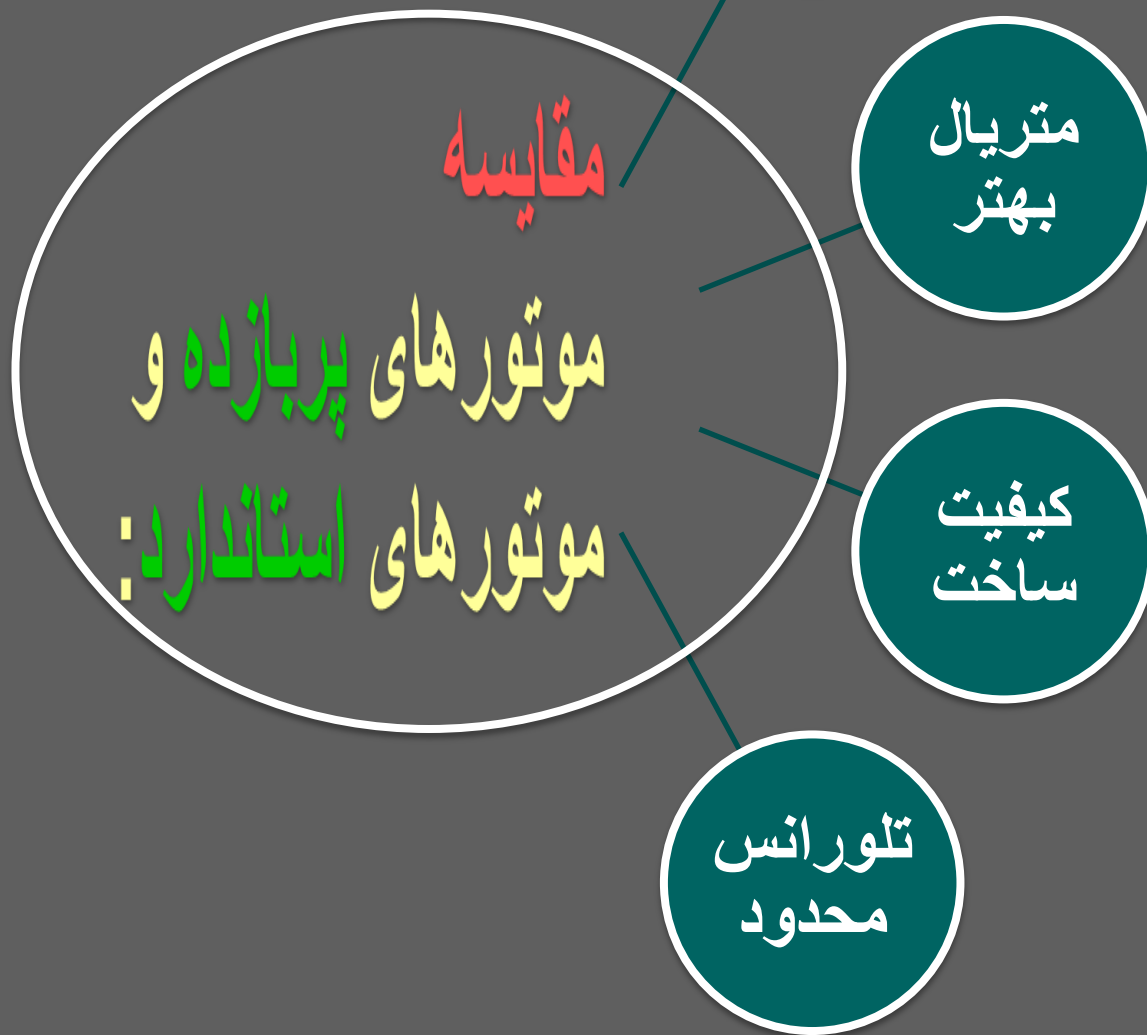 مقایسه
موتورهای پربازده و
موتورهای استاندارد:
متریال
بهتر
کیفیت
ساخت
تلورانس
محدود